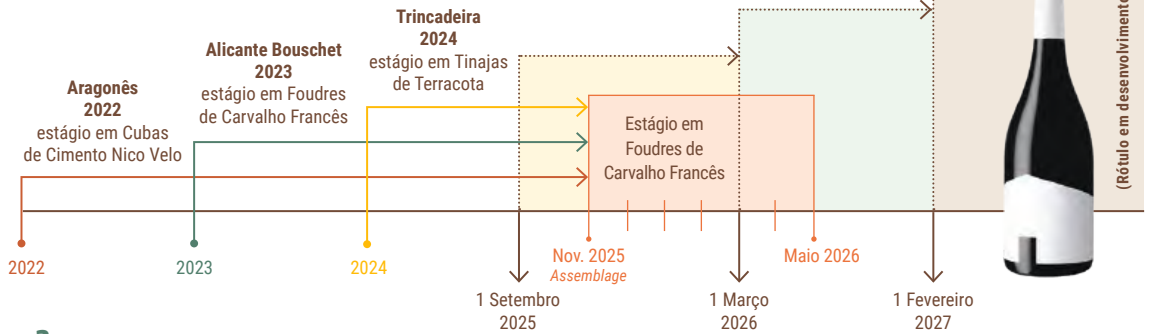 Aragonês
2022
estágio em Cubas
de Cimento Nico Velo
Alicante Bouschet
2023
estágio em Foudres
de Carvalho Francês
Trincadeira
2024
estágio em Tinajas
de Terracota
Estágio em
Foudres de
Carvalho Francês
(Rótulo em desenvolvimento
2022
2023
2024
Nov. 2025
Assemblage
Maio 2026
1 Setembro
2025
1 Março
2026
1 Fevereiro
2027